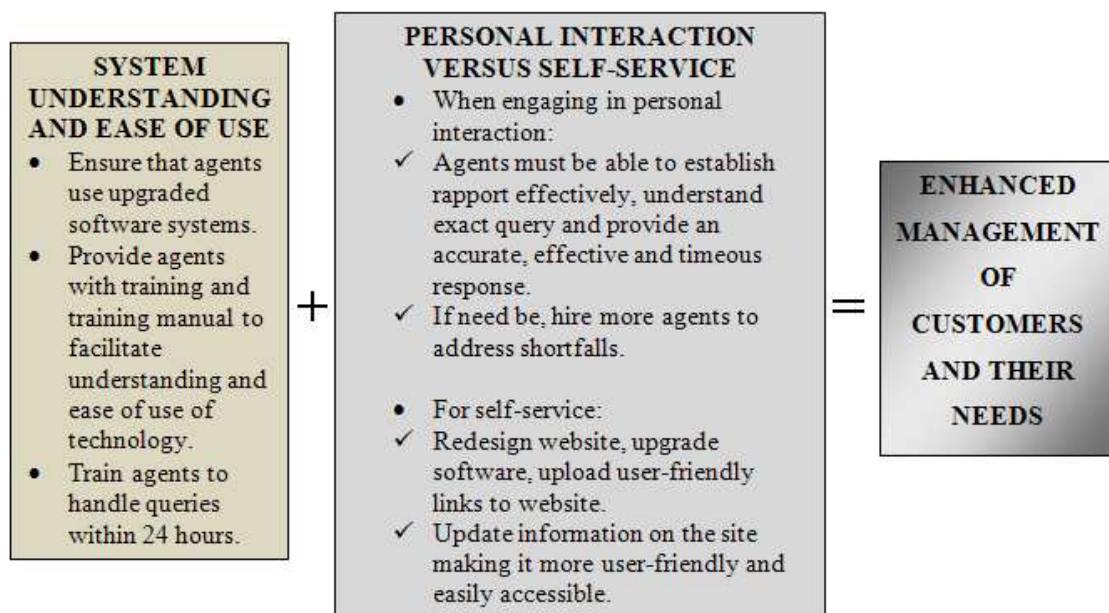 SYSTEM
UNDERSTANDING
AND EASE OF USE
• Ensure that agents
use upgraded
software systems.
• Provide agents
with training and
training manual to
facilitate
understanding and
ease of use of
technology.
• Train agents to
handle queries
within 24 hours.
+
PERSONAL INTERACTION
VERSUS SELF-SERVICE
• When engaging in personal
interaction:
✓ Agents must be able to establish
rapport effectively, understand
exact query and provide an
accurate, effective and timeous
response.
✓ If need be, hire more agents to
address shortfalls.
• For self-service:
✓ Redesign website, upgrade
software, upload user-friendly
links to website.
✓ Update information on the site
making it more user-friendly and
easily accessible.
=
ENHANCED
MANAGEMENT
OF
CUSTOMERS
AND THEIR
NEEDS